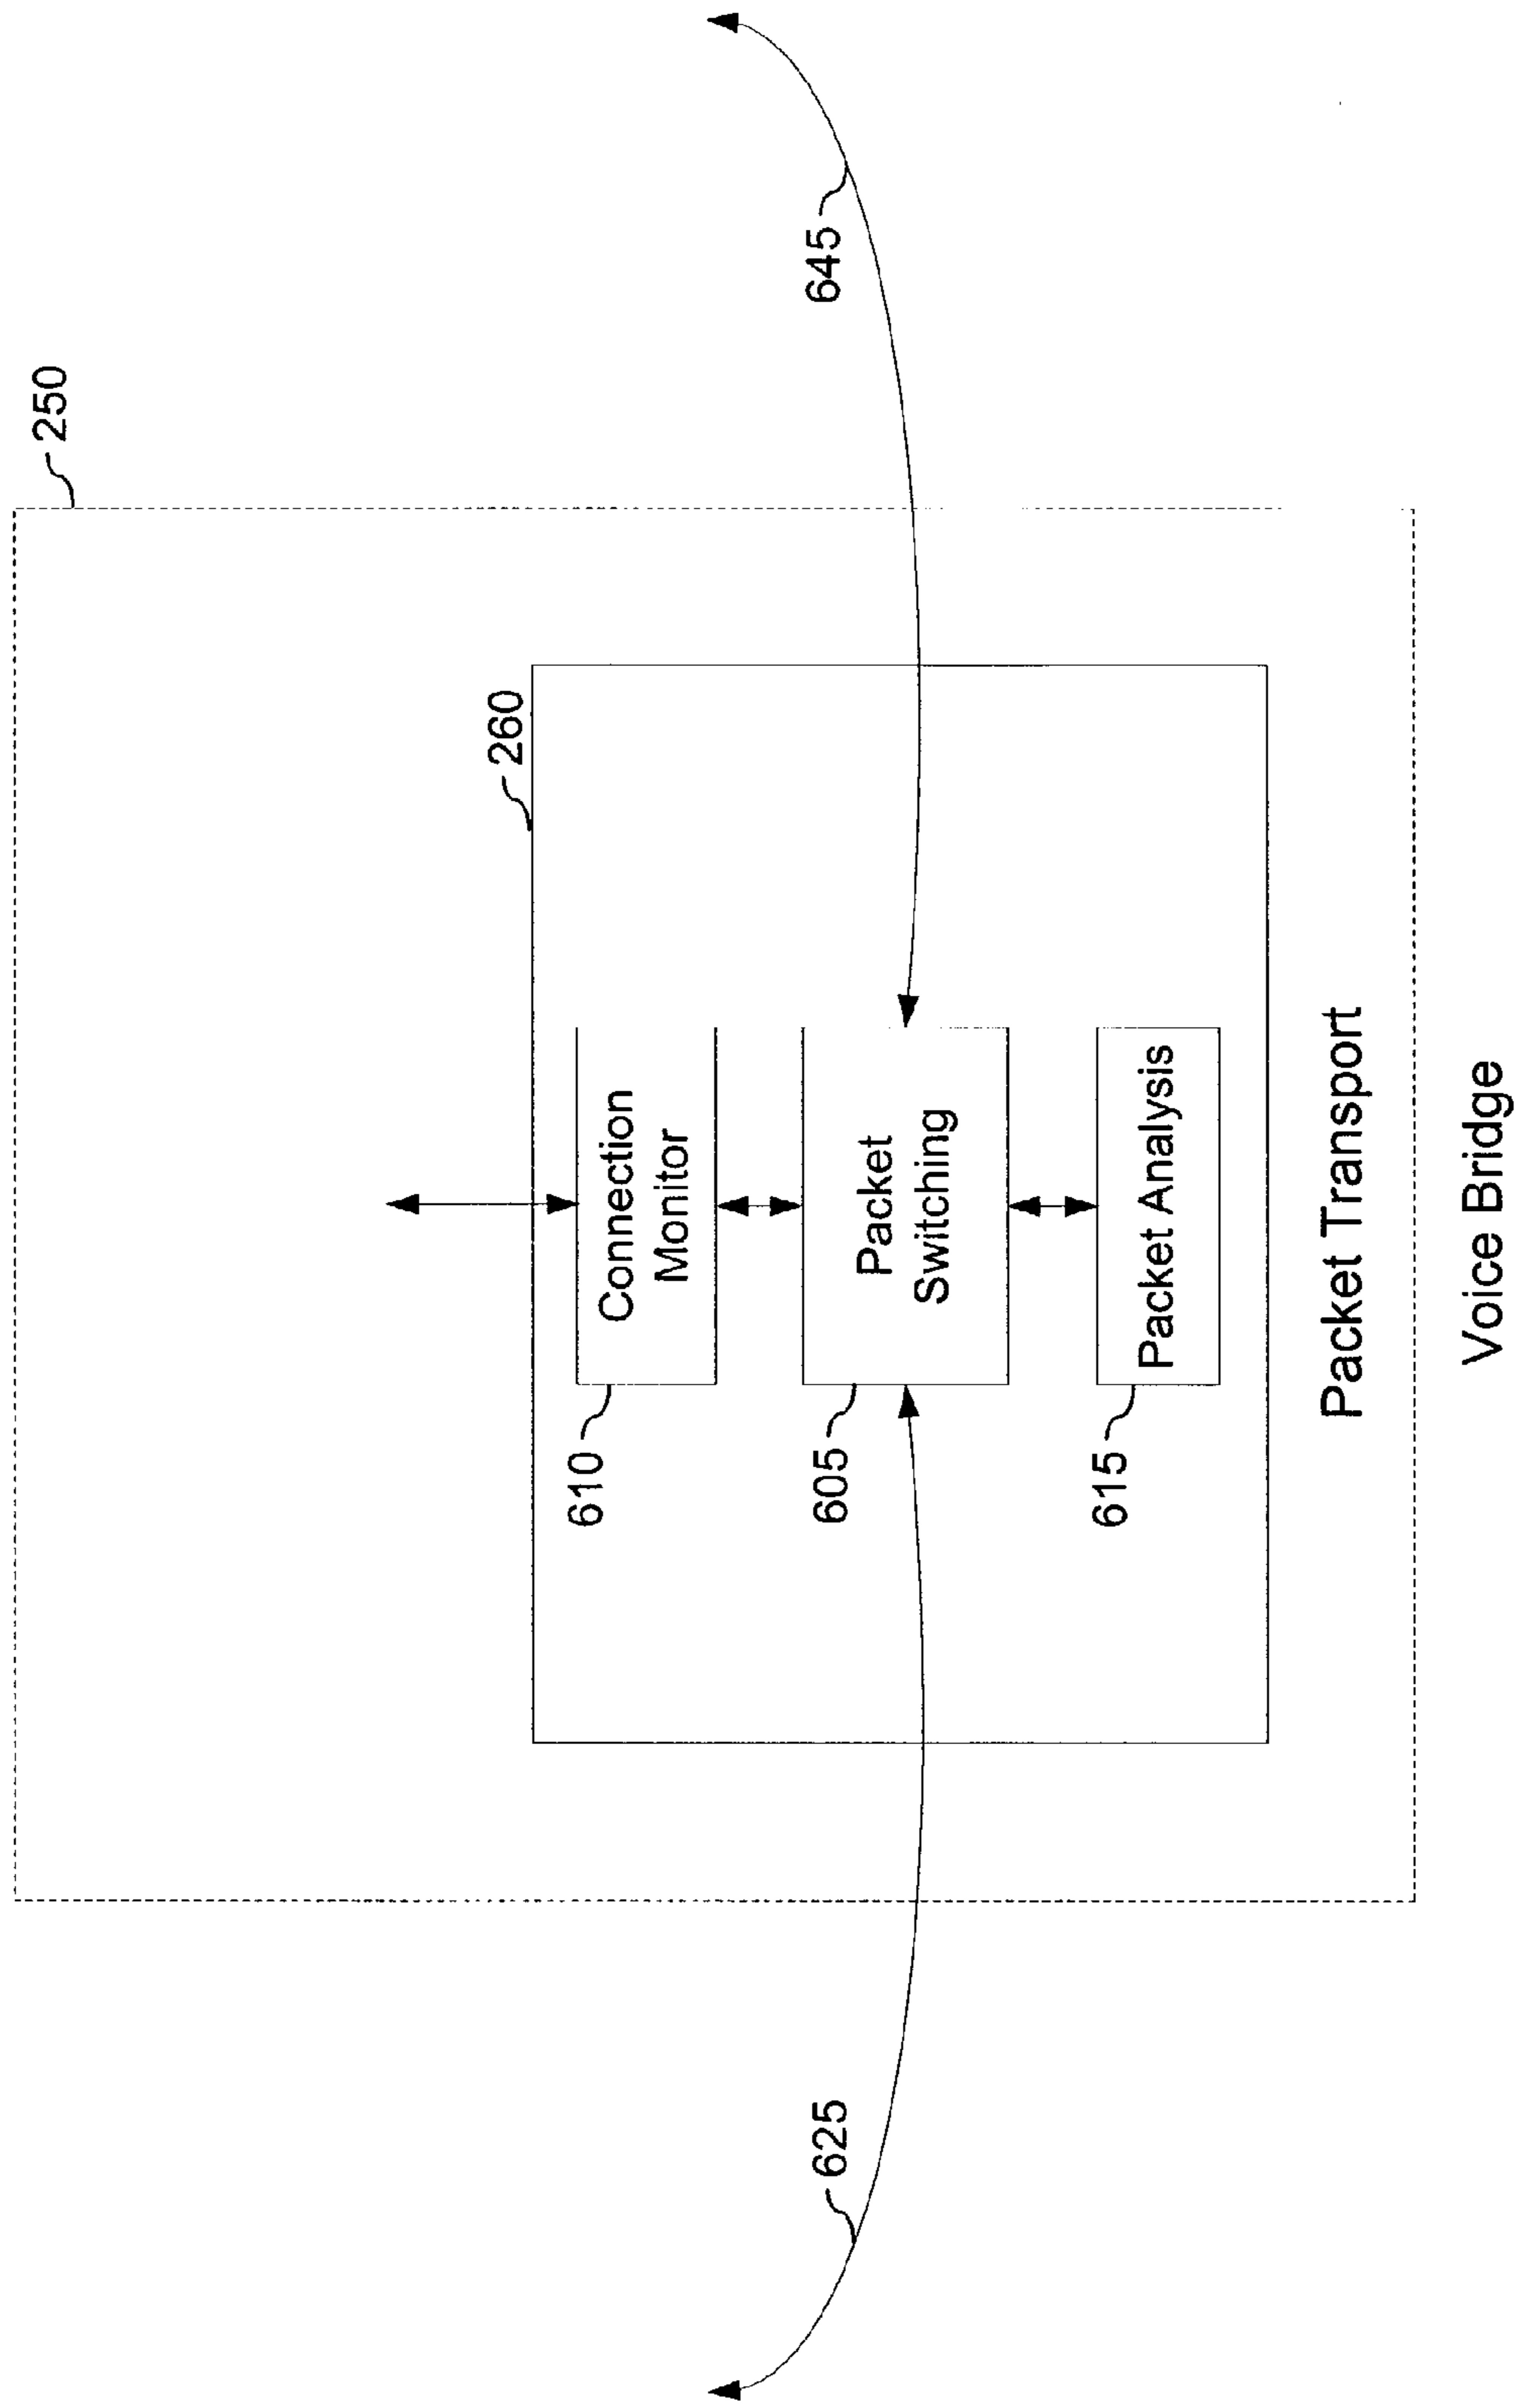 250
260
Connection
Monitor
610
625
645
Packet
Switching
605
Packet Analysis
615
Packet Transport
Voice Bridge